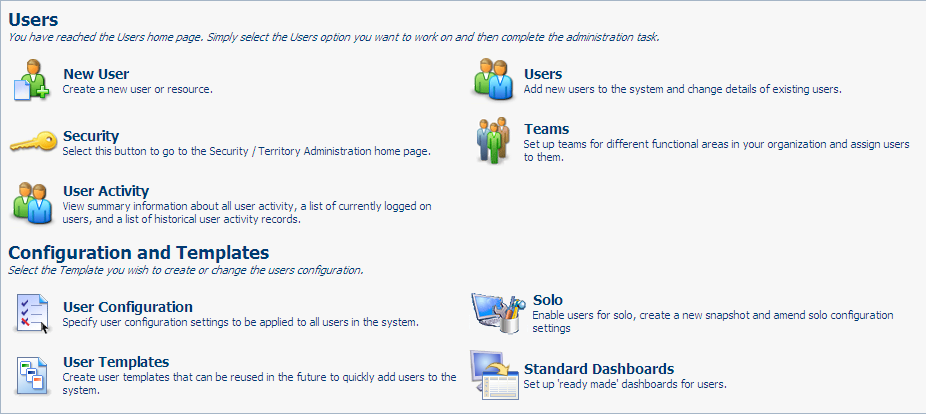 Users
You have reached the Users home page. Simply select the Users option you want to work on and then complete the administration task.
New User
Create a new user or resource.
Users
Add new users to the system and change details of existing users.
Security
Select this button to go to the Security / Territory Administration home page.
Teams
Set up teams for different functional areas in your organization and assign users
to them.
User Activity
View summary information about all user activity, a list of currently logged on
users, and a list of historical user activity records.
Configuration and Templates
Select the Template you wish to create or change the users configuration.
User Configuration
Specify user configuration settings to be applied to all users in the system.
Solo
Enable users for solo, create a new snapshot and amend solo configuration
settings
User Templates
Create user templates that can be reused in the future to quickly add users to the
system.
Standard Dashboards
Set up 'ready made' dashboards for users.